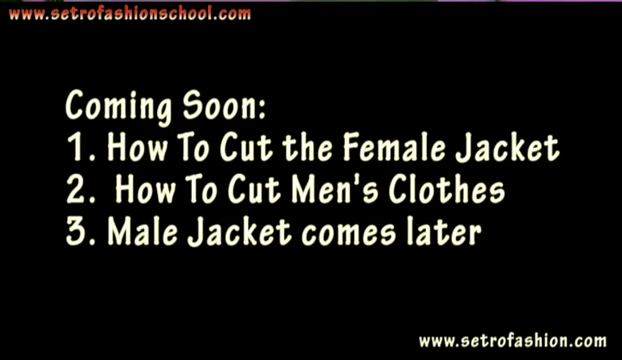 www.setrofashionschool.com
Coming Soon:
1. How To Cut the Female Jacket
2. How To Cut Men's Clothes
3. Male Jacket comes later
www.setrofashion.com